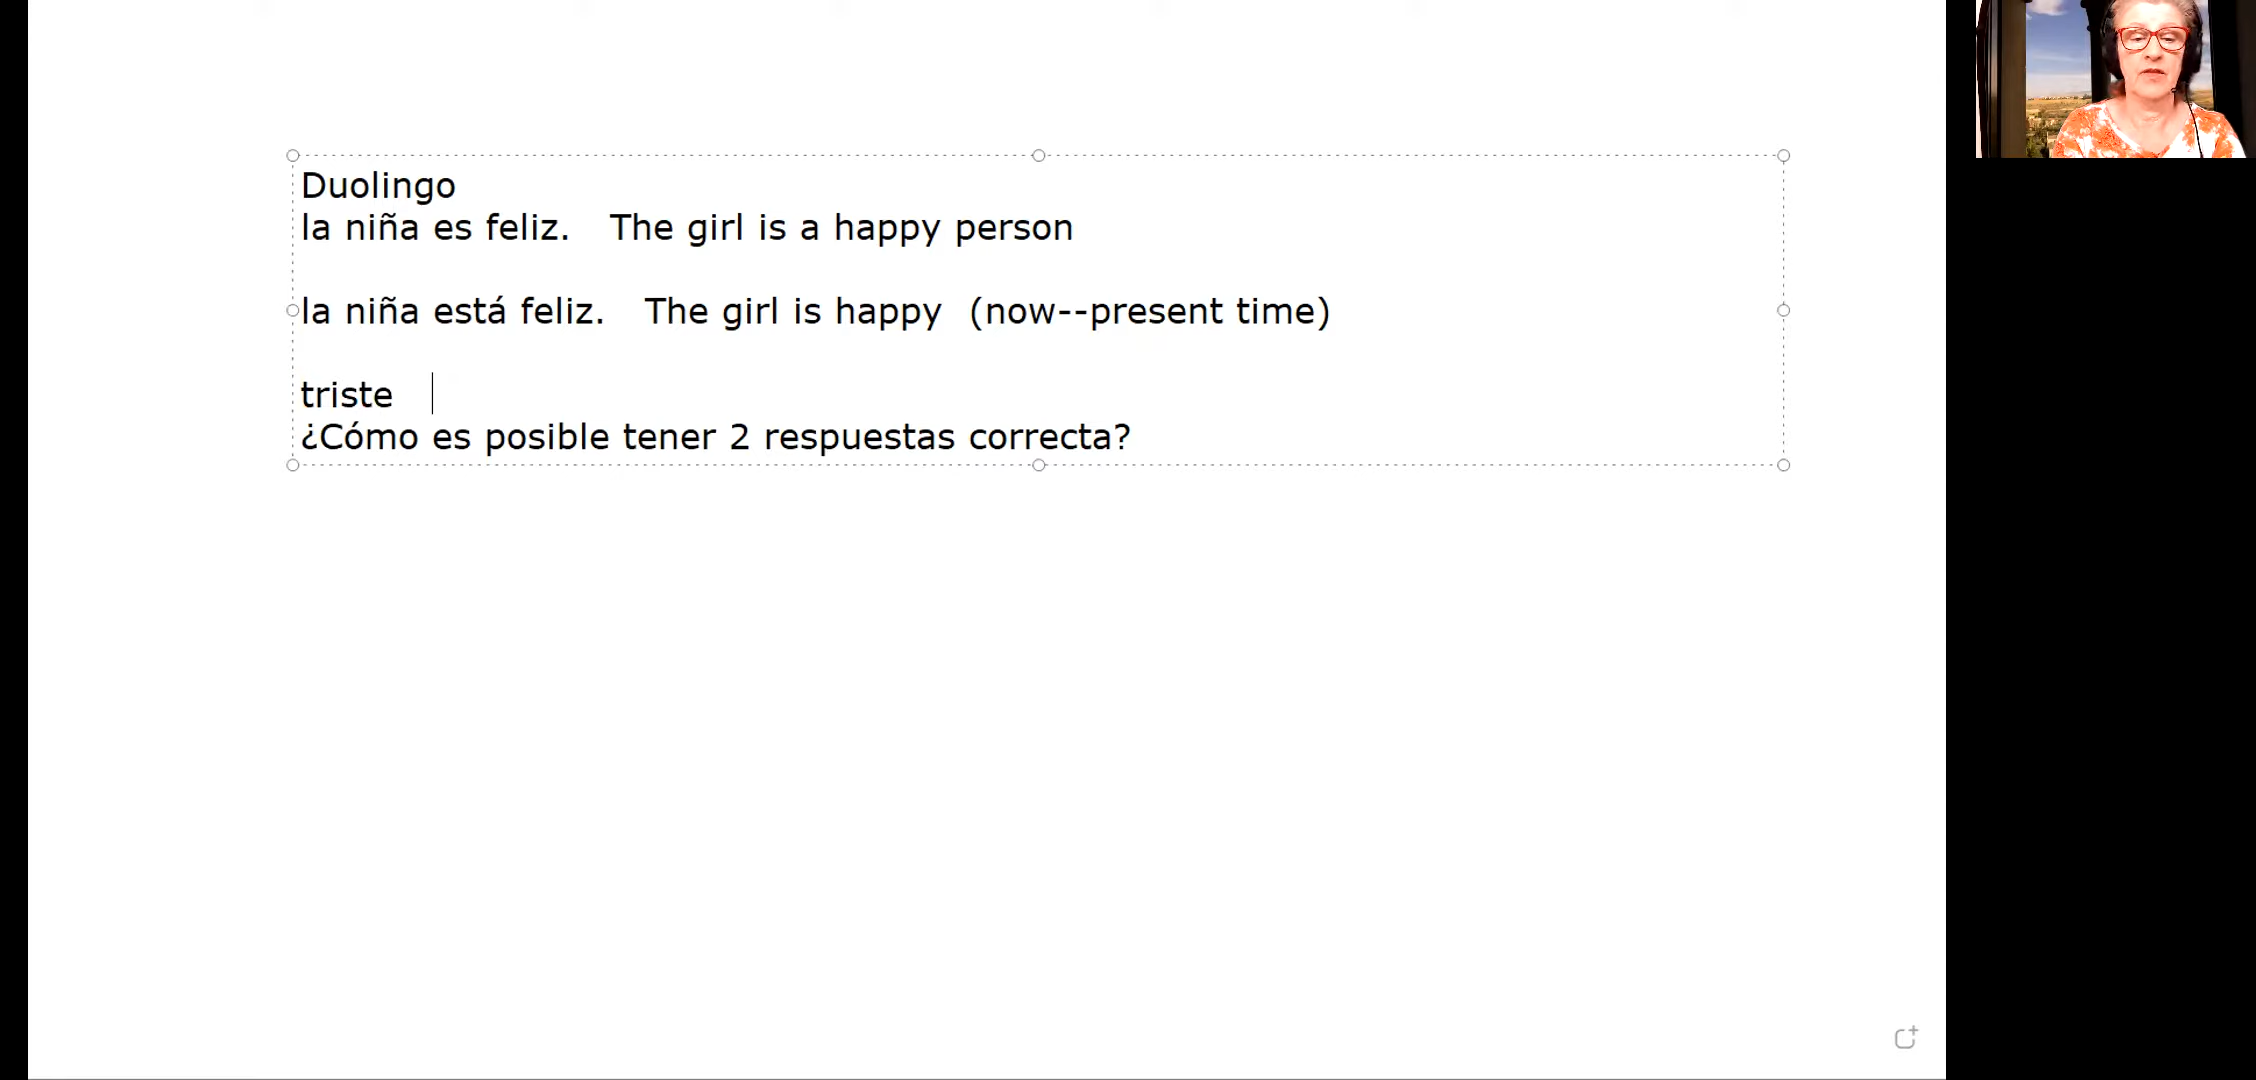 Duolingo
la niña es feliz. The girl is a happy person
la niña está feliz. The girl is happy (now--present time)
triste
¿Cómo es posible tener 2 respuestas correcta?